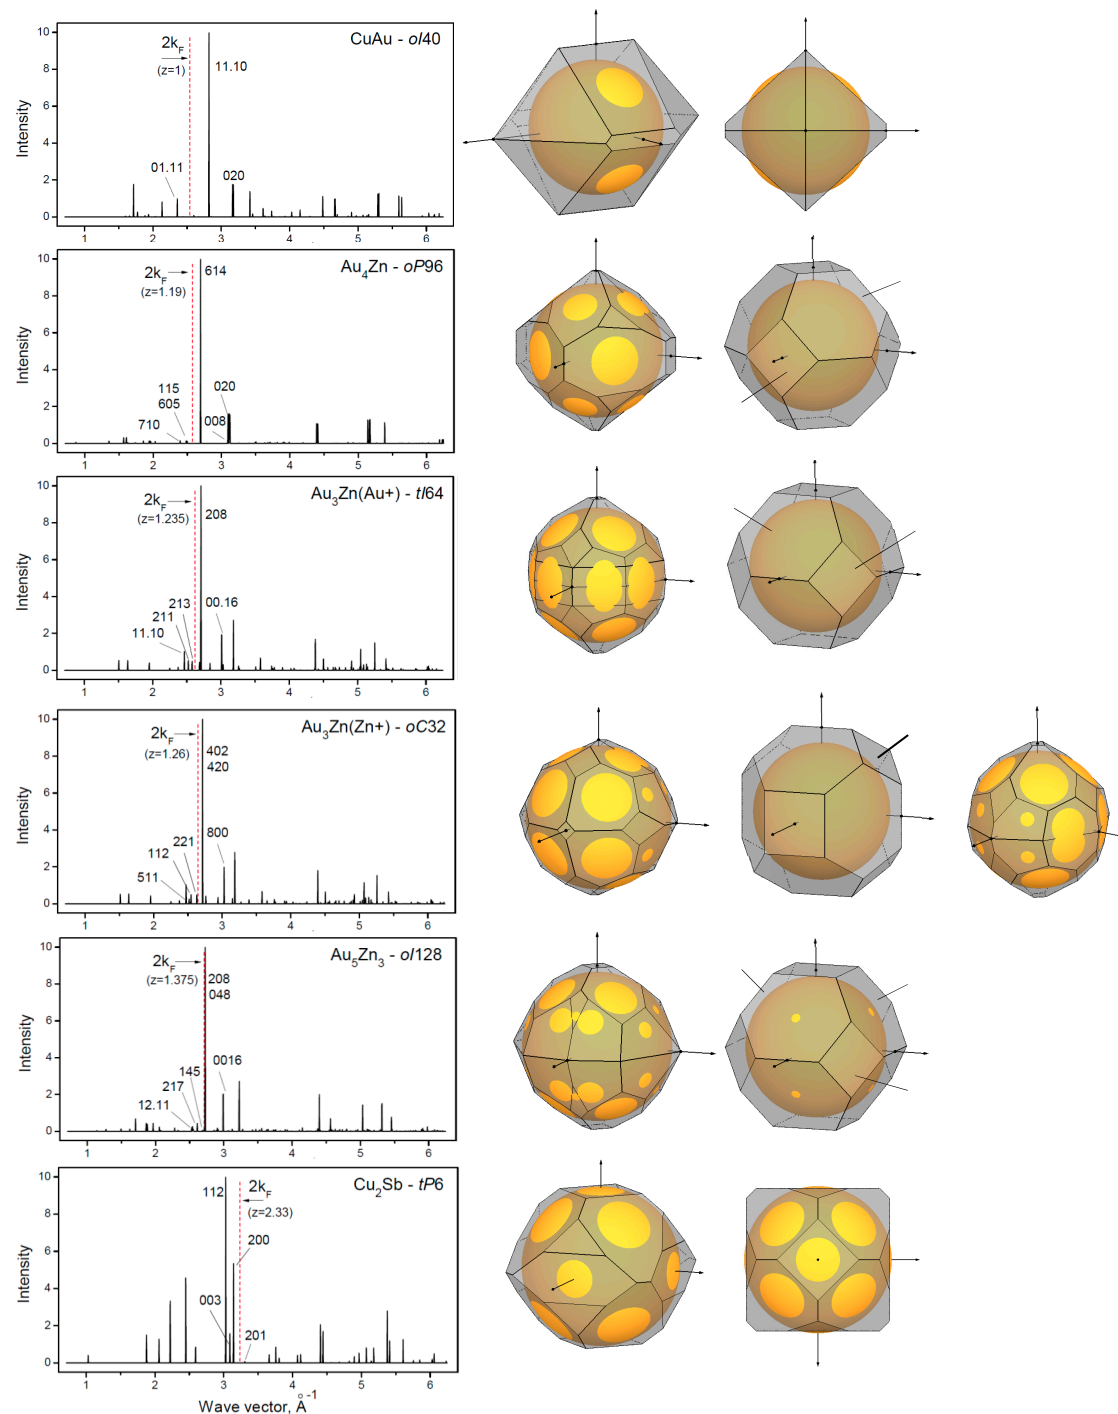 CuAu - oI40
2kF
(z=1)
11.10
01.11
020
Intensity
0
2
4
6
8
10
1 2 3 4 5 6
Au4Zn - oP96
2kF
(z=1.19)
614
115
605
710
020
008
Intensity
0
2
4
6
8
10
1 2 3 4 5 6
Au3Zn(Au+) - tI64
2kF
(z=1.235)
208
213
211
11.10
00.16
Intensity
0
2
4
6
8
10
1 2 3 4 5 6
Au3Zn(Zn+) - oC32
2kF
(z=1.26)
402
420
800
221
112
511
Intensity
0
2
4
6
8
10
1 2 3 4 5 6
Au5Zn3 - oI128
2kF
(z=1.375)
208
048
0016
145
217
12.11
Intensity
0
2
4
6
8
10
1 2 3 4 5 6
Cu2Sb - tP6
112
2kF
(z=2.33)
200
003
201
Intensity
0
2
4
6
8
10
1 2 3 4 5 6
Wave vector, Å-1